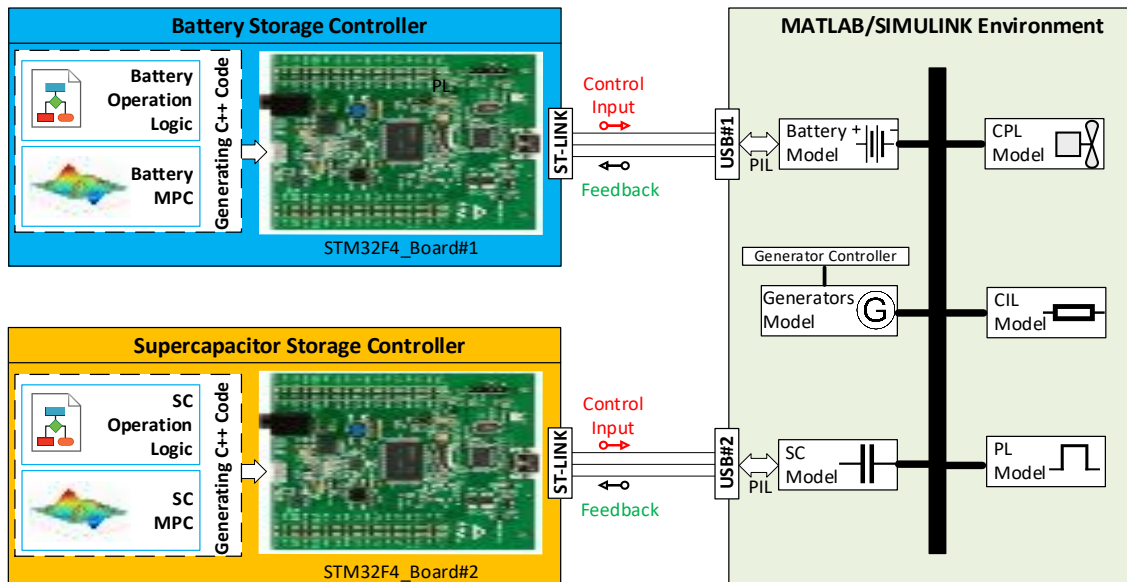 Battery Storage Controller
Battery
Operation
Logic
Battery
MPC
Generating C++ Code
PL
STM32F4_Board#1
ST-LINK
Control
Input
Feedback
USB#1
PIL
MATLAB/SIMULINK Environment
Battery
Model
+
-
CPL
Model
Generator Controller
Generators
Model
G
CIL
Model
Supercapacitor Storage Controller
SC
Operation
Logic
SC
MPC
Generating C++ Code
STM32F4_Board#2
ST-LINK
Control
Input
Feedback
USB#2
PIL
SC
Model
PL
Model